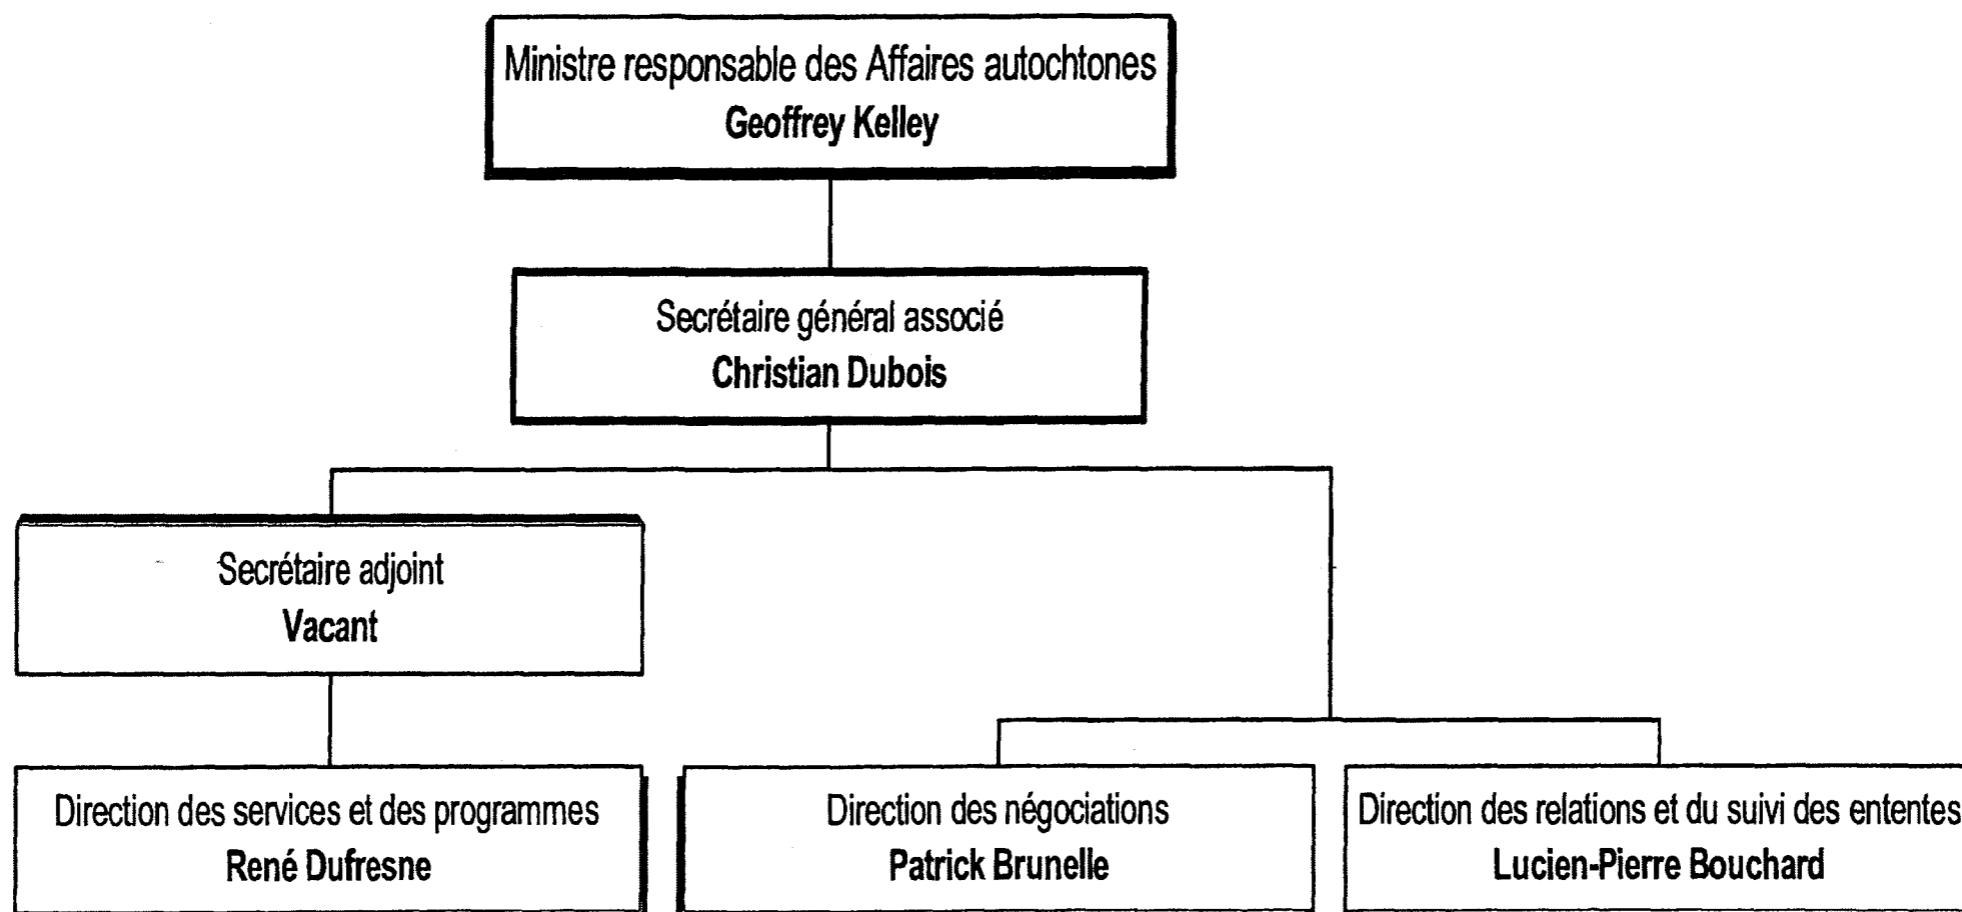 Ministre responsable des Affaires autochtones
Geoffrey Kelley
Secrétaire général associé
Christian Dubois
Secrétaire adjoint
Vacant
Direction des services et des programmes
René Dufresne
Direction des négociations
Patrick Brunelle
Direction des relations et du suivi des ententes
Lucien-Pierre Bouchard